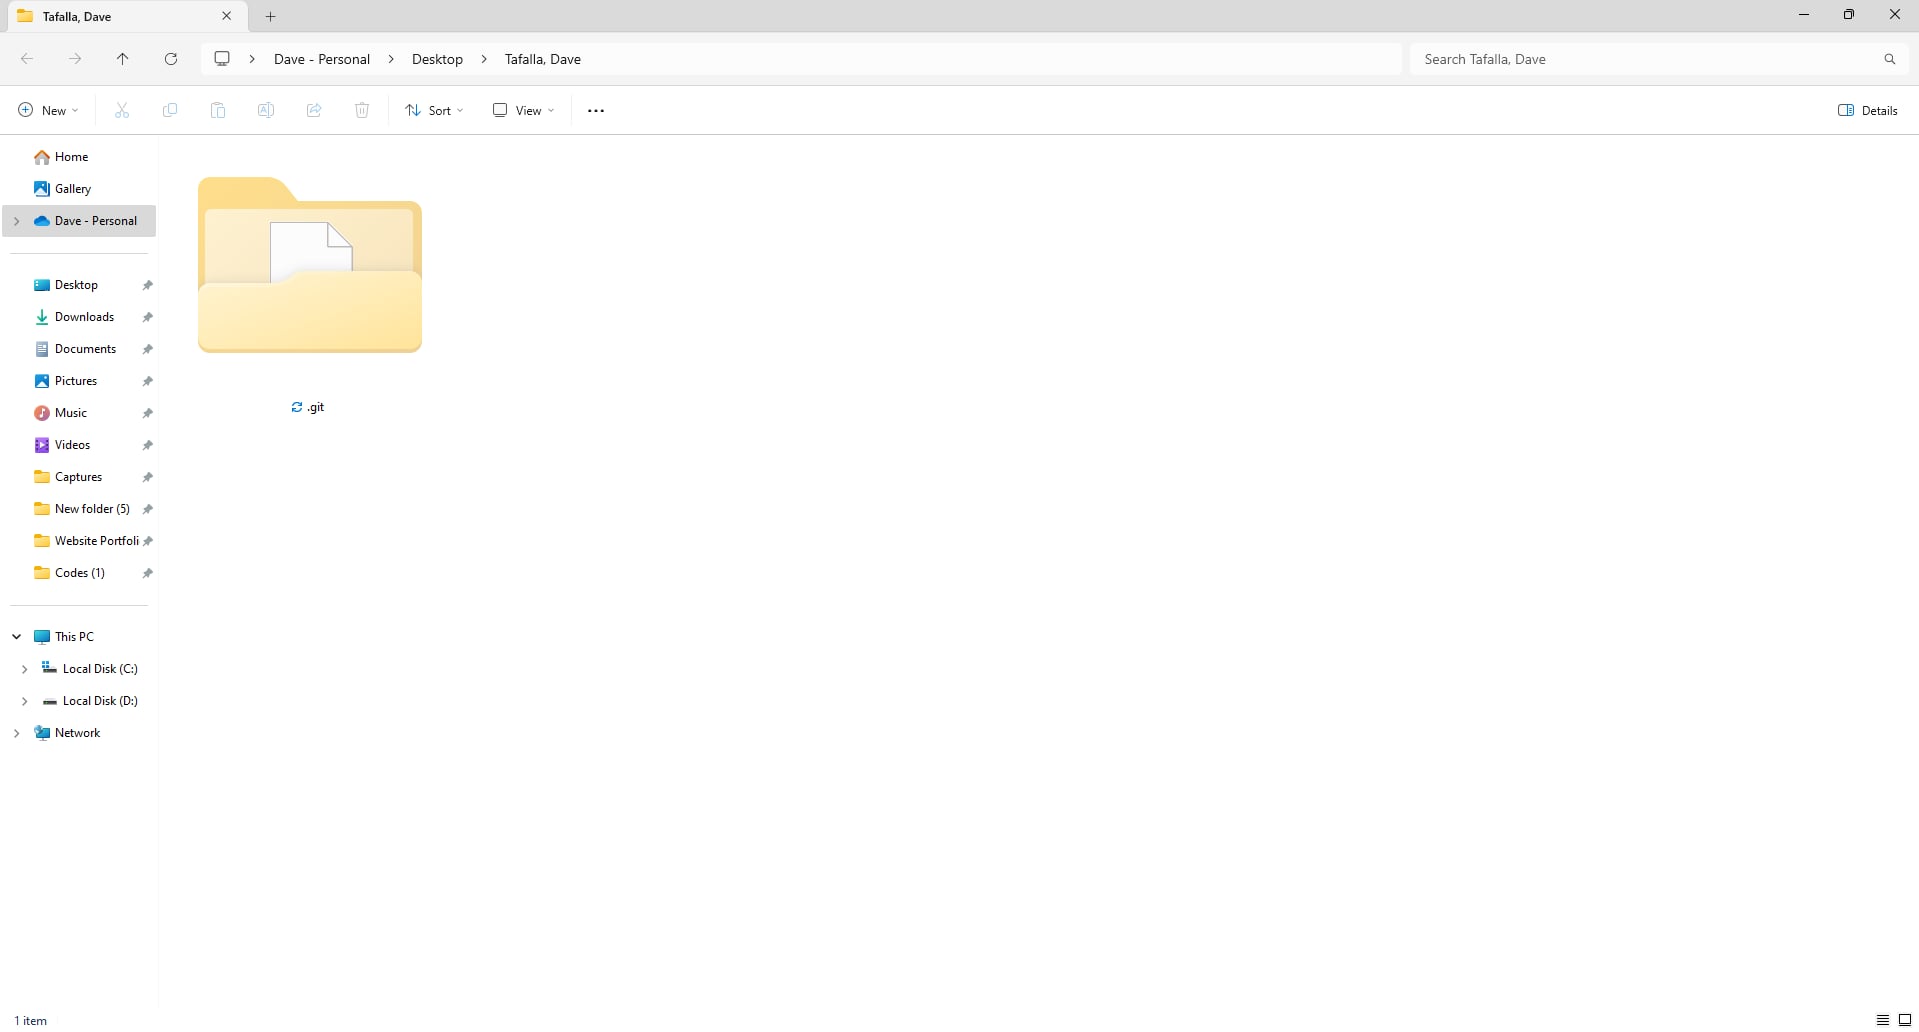 Tafalla, Dave
Dave - Personal > Desktop > Tafalla, Dave
Search Tafalla, Dave
New
Sort
View
Details
Home
Gallery
Dave - Personal
Desktop
Downloads
Documents
Pictures
Music
Videos
Captures
New folder (5)
Website Portfoli
Codes (1)
This PC
Local Disk (C:)
Local Disk (D:)
Network
.git
1 item